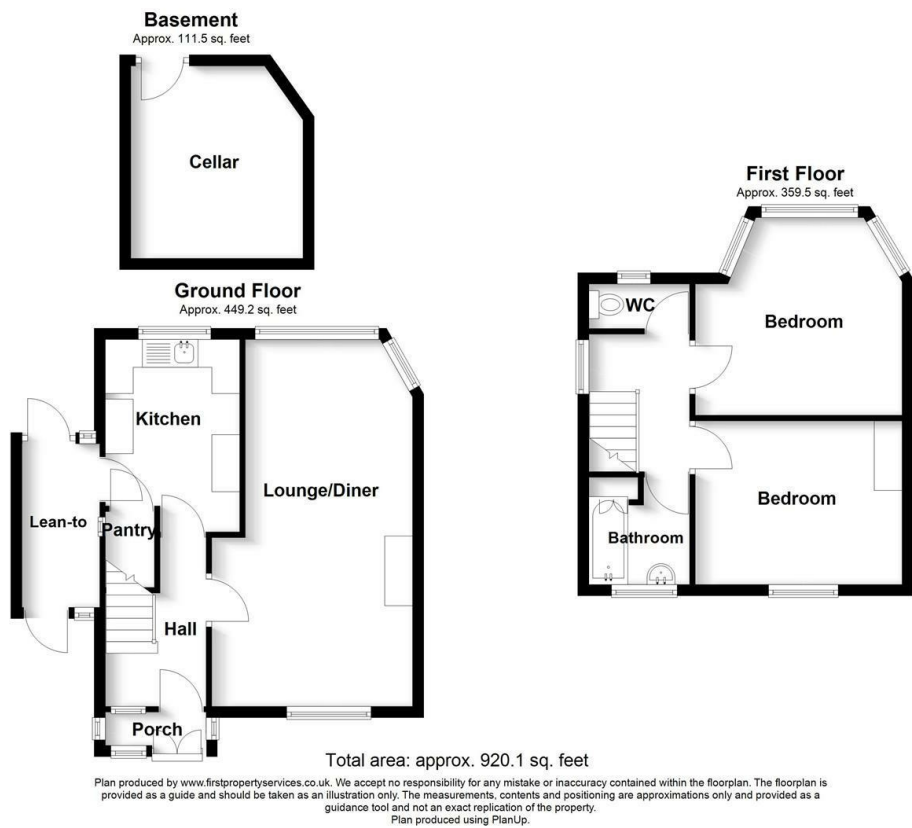 Basement
Approx. 111.5 sq. feet
Cellar
First Floor
Approx. 359.5 sq. feet
WC
Bedroom
Bedroom
Bathroom
Ground Floor
Approx. 449.2 sq. feet
Kitchen
Lounge/Diner
Lean-to
Pantry
Hall
Porch
Total area: approx. 920.1 sq. feet
Plan produced by www.firstpropertyservices.co.uk. We accept no responsibility for any mistake or inaccuracy contained within the floorplan. The floorplan is
provided as a guide and should be taken as an illustration only. The measurements, contents and positioning are approximations only and provided as a
guidance tool and not an exact replication of the property.
Plan produced using PlanUp.